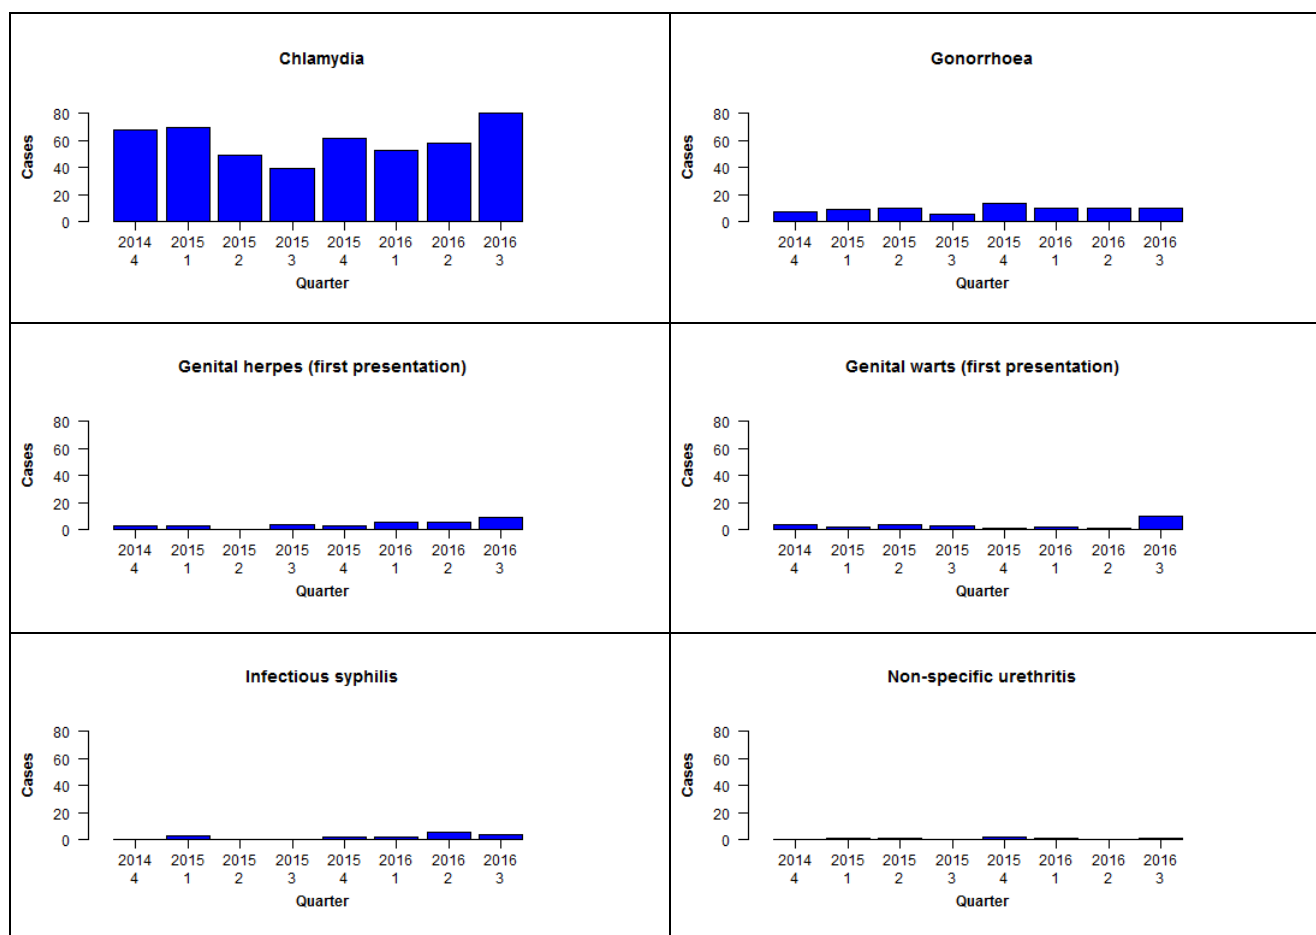 Chlamydia
Cases
80
60
40
20
0
2014 2015 2015 2015 2015 2016 2016 2016
4 1 2 3 4 1 2 3
Quarter
Gonorrhoea
Cases
80
60
40
20
0
2014 2015 2015 2015 2015 2016 2016 2016
4 1 2 3 4 1 2 3
Quarter
Genital herpes (first presentation)
Cases
80
60
40
20
0
2014 2015 2015 2015 2015 2016 2016 2016
4 1 2 3 4 1 2 3
Quarter
Genital warts (first presentation)
Cases
80
60
40
20
0
2014 2015 2015 2015 2015 2016 2016 2016
4 1 2 3 4 1 2 3
Quarter
Infectious syphilis
Cases
80
60
40
20
0
2014 2015 2015 2015 2015 2016 2016 2016
4 1 2 3 4 1 2 3
Quarter
Non-specific urethritis
Cases
80
60
40
20
0
2014 2015 2015 2015 2015 2016 2016 2016
4 1 2 3 4 1 2 3
Quarter